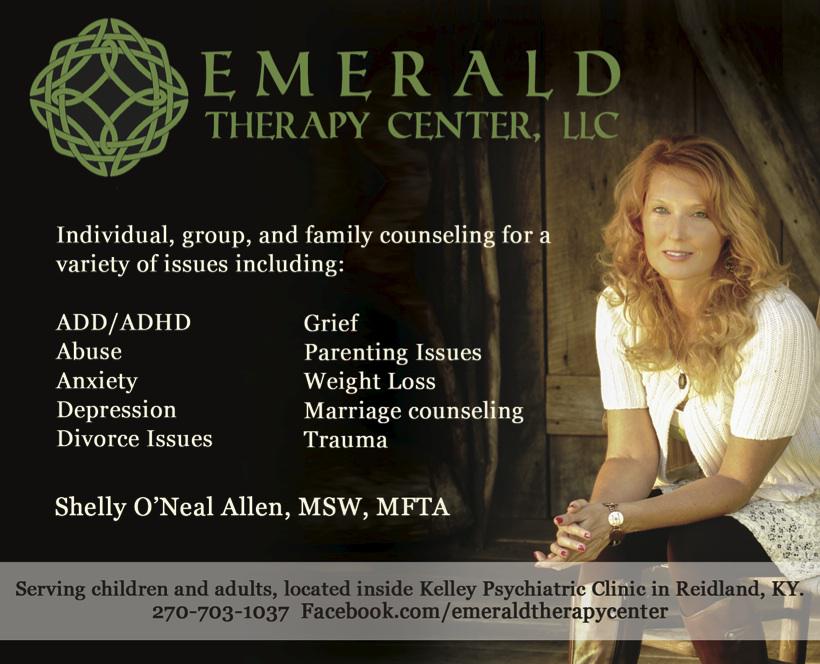 EMERALD
THERAPY CENTER, LLC
Individual, group, and family counseling for a
variety of issues including:
ADD/ADHD
Abuse
Anxiety
Depression
Divorce Issues
Grief
Parenting Issues
Weight Loss
Marriage counseling
Trauma
Shelly O’Neal Allen, MSW, MFTA
Serving children and adults, located inside Kelley Psychiatric Clinic in Reidland, KY.
270-703-1037 Facebook.com/emeraldtherapycenter